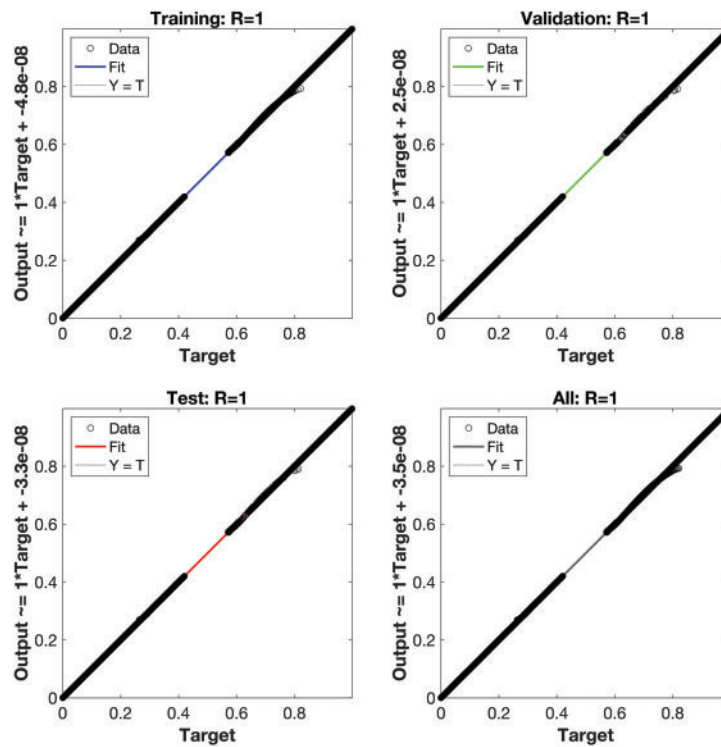 Training: R=1
Output ~= 1*Target + -4.8e-08
0.8
0.6
0.4
0.2
0
Data
Fit
Y = T
0 0.2 0.4 0.6 0.8
Target
Validation: R=1
Output ~= 1*Target + 2.5e-08
0.8
0.6
0.4
0.2
0
Data
Fit
Y = T
0 0.2 0.4 0.6 0.8
Target
Test: R=1
Output ~= 1*Target + -3.3e-08
0.8
0.6
0.4
0.2
0
Data
Fit
Y = T
0 0.2 0.4 0.6 0.8
Target
All: R=1
Output ~= 1*Target + -3.5e-08
0.8
0.6
0.4
0.2
0
Data
Fit
Y = T
0 0.2 0.4 0.6 0.8
Target